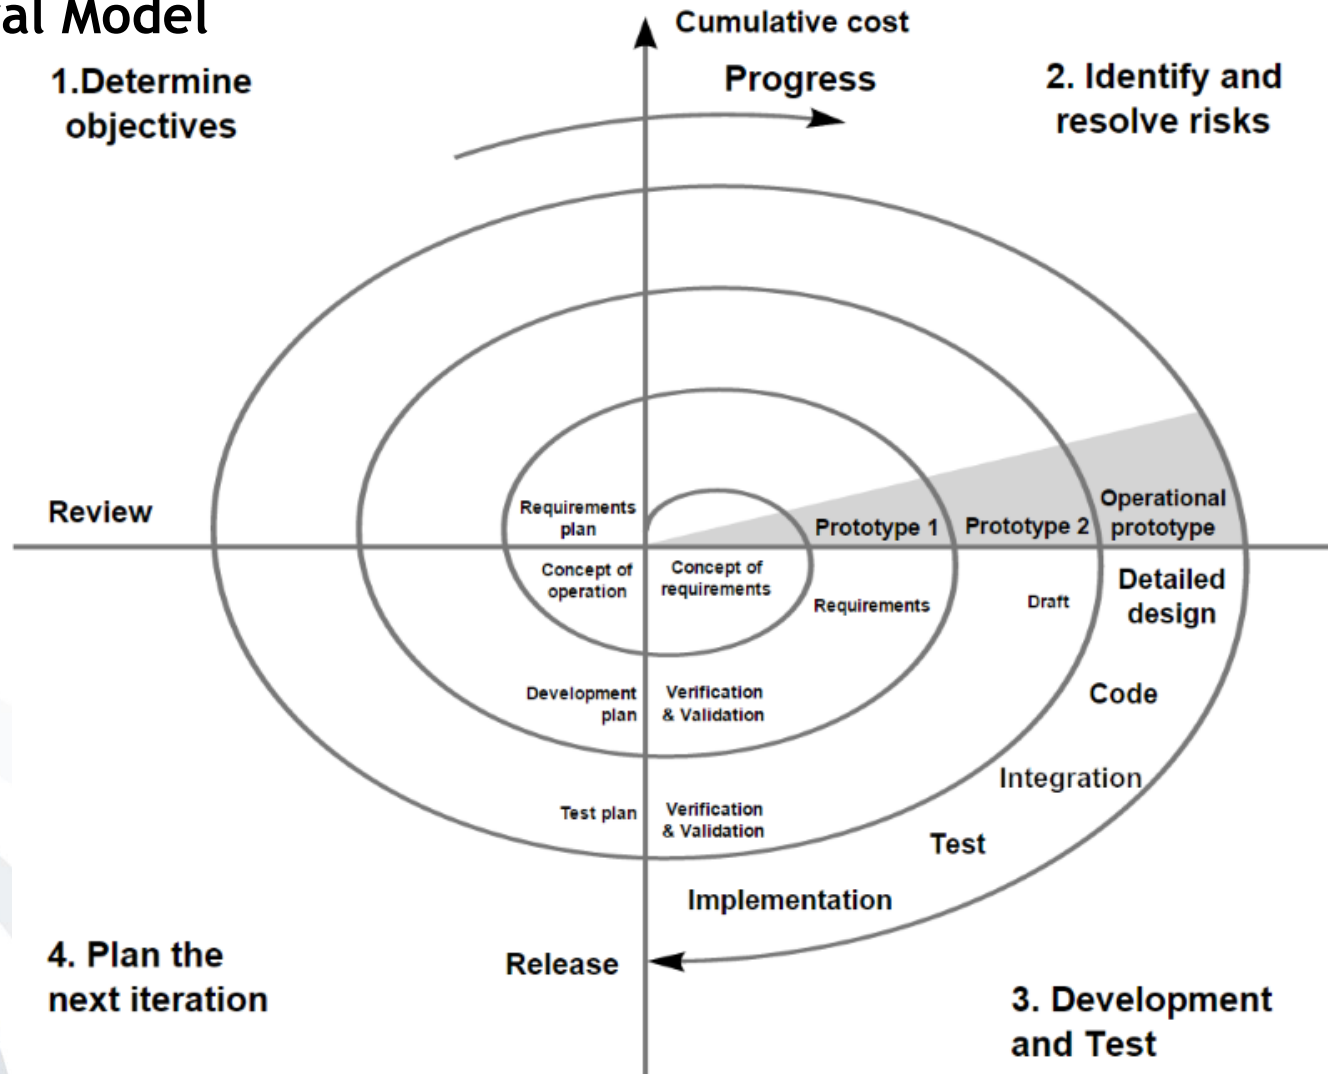 al Model
Cumulative cost
Progress
1.Determine
objectives
2. Identify and
resolve risks
Review
Requirements
plan
Prototype 1
Prototype 2
Operational
prototype
Concept of
operation
Concept of
requirements
Requirements
Draft
Detailed
design
Code
Development
plan
Verification
& Validation
Integration
Test plan
Verification
& Validation
Test
Implementation
Release
4. Plan the
next iteration
3. Development
and Test